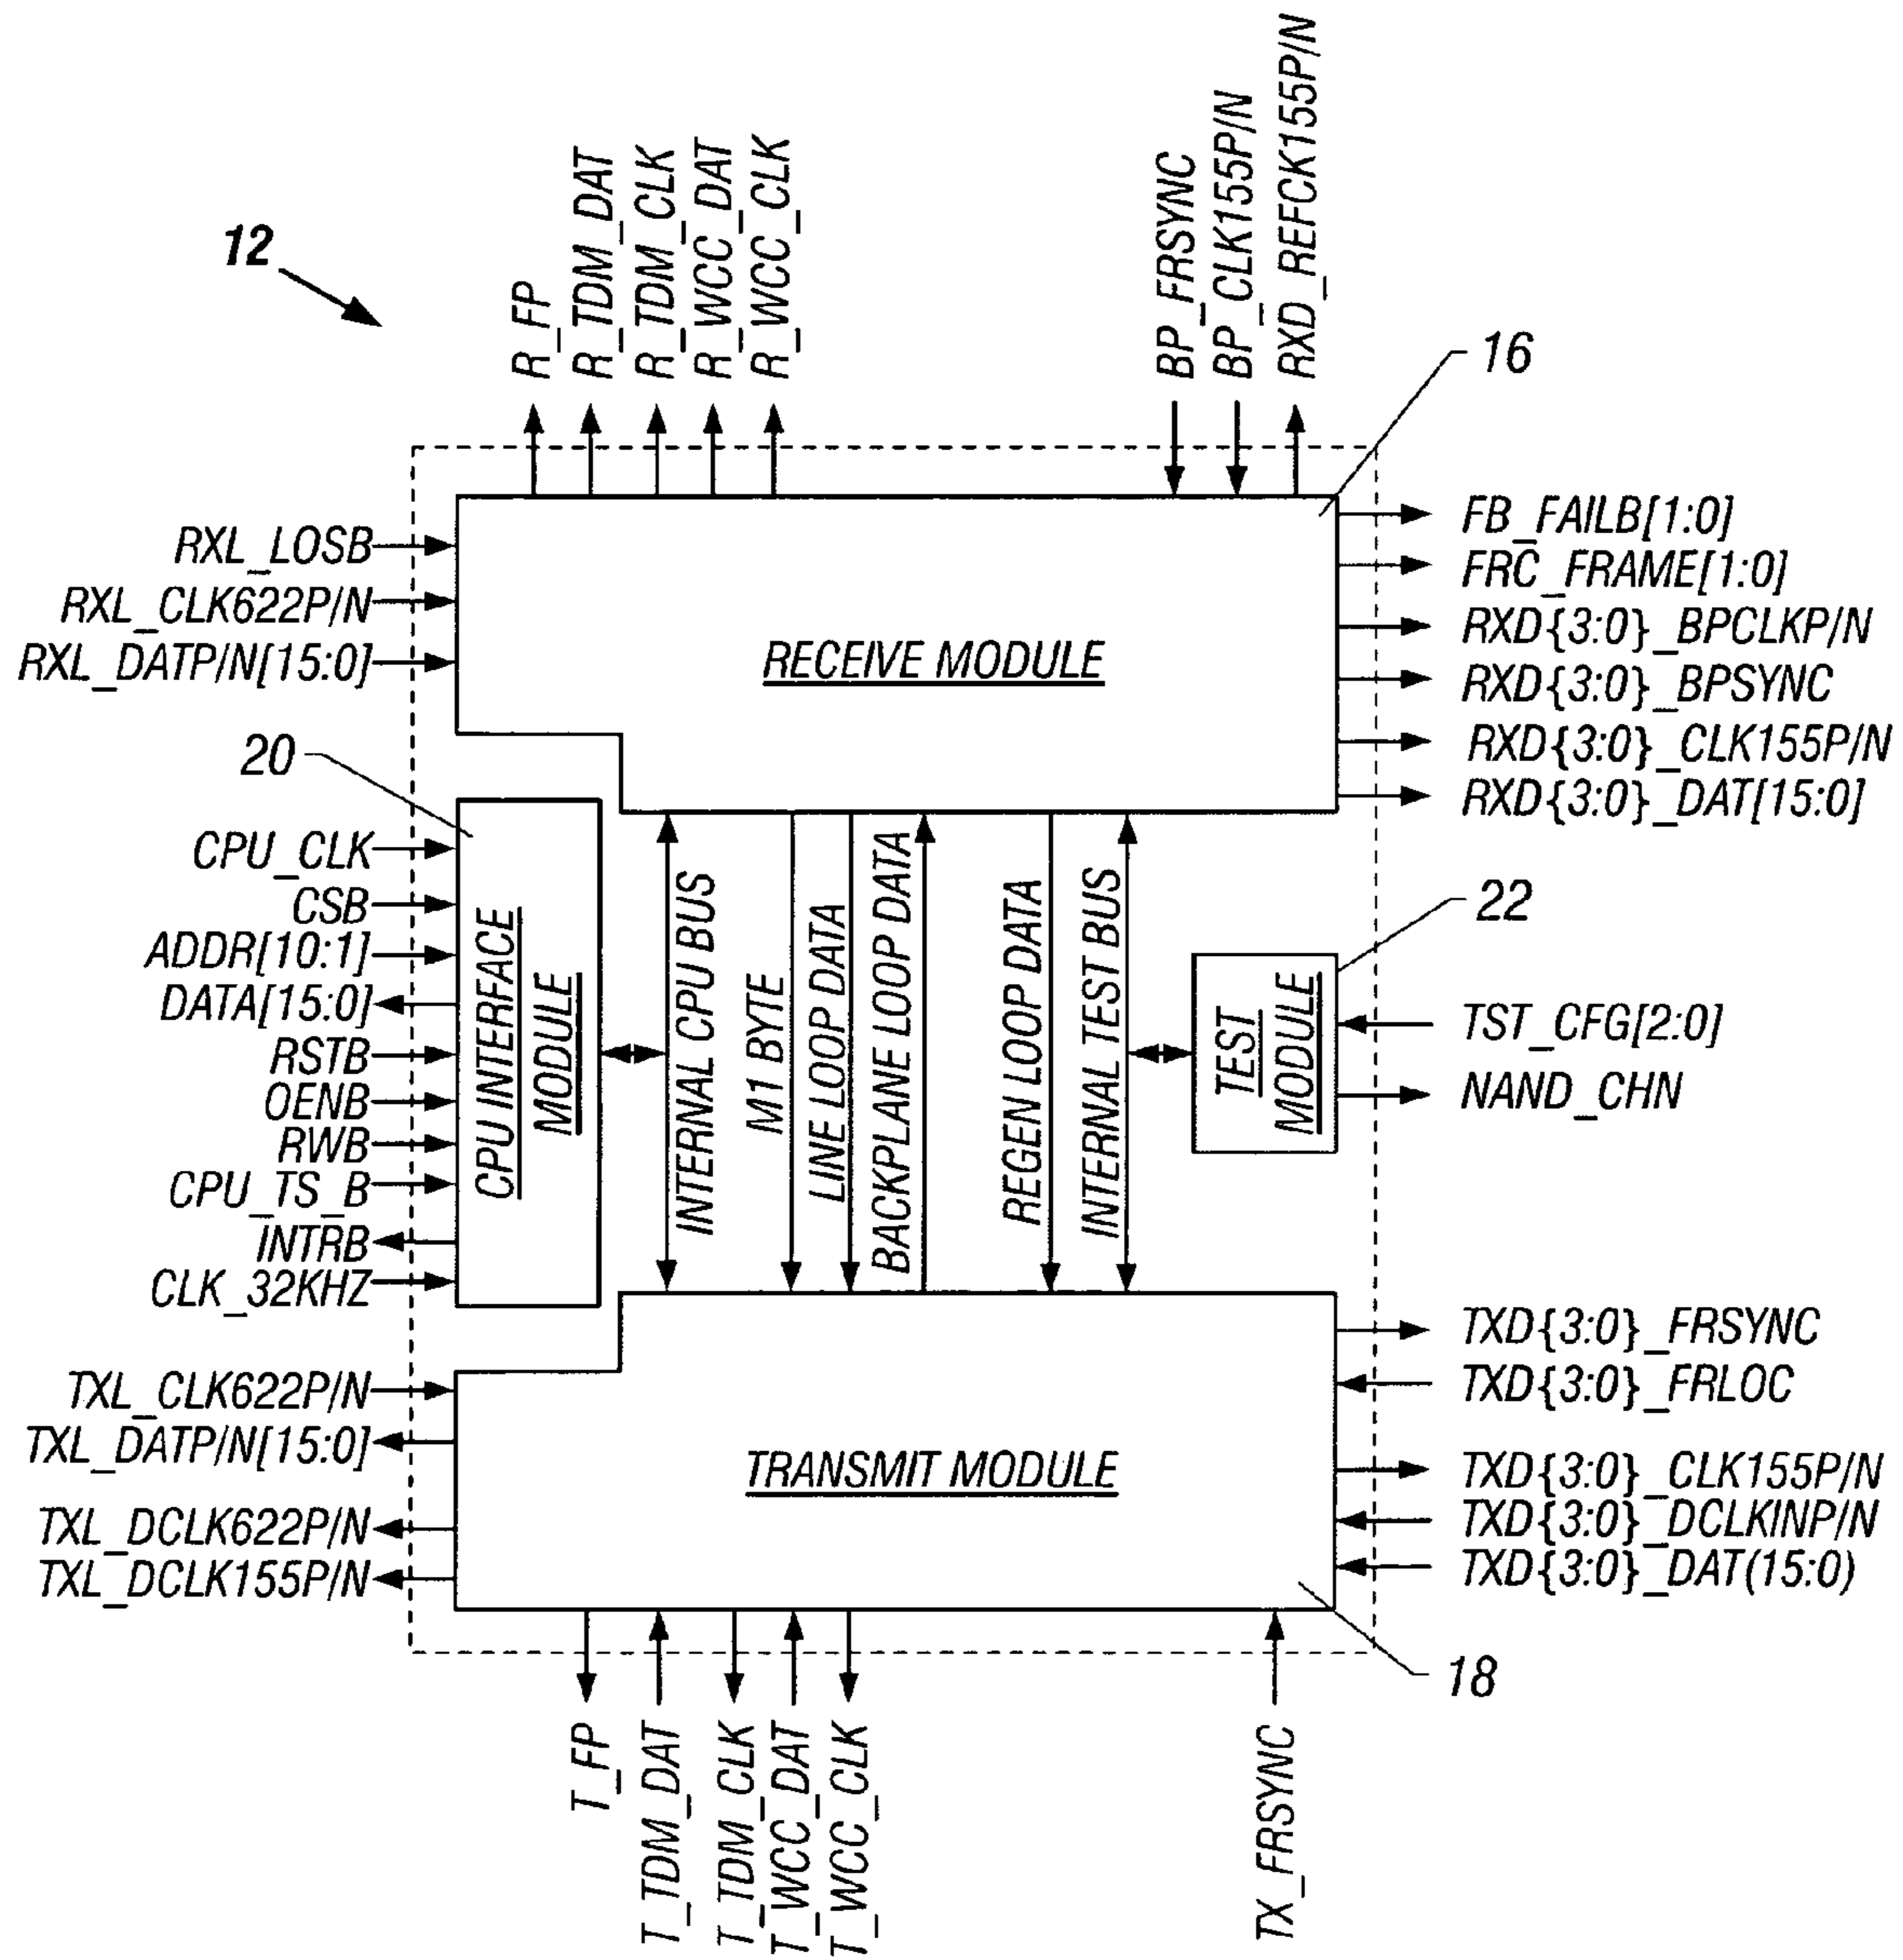 12
R_FP
R_TDM_DAT
R_TDM_CLK
R_WCC_DAT
R_WCC_CLK
BP_FRSYNC
BP_CLK155P/N
RXD_REFCK155P/N
16
RXL_LOSB
RXL_CLK622P/N
RXL_DATP/N[15:0]
RECEIVE MODULE
FB_FAILB[1:0]
FRC_FRAME[1:0]
RXD{3:0}_BPCLKP/N
RXD{3:0}_BPSYNC
RXD{3:0}_CLK155P/N
RXD{3:0}_DAT[15:0]
20
CPU_CLK
CSB
ADDR[10:1]
DATA[15:0]
RSTB
OENB
RWB
CPU_TS_B
INTRB
CLK_32KHZ
CPU INTERFACE
MODULE
INTERNAL CPU BUS
M1 BYTE
LINE LOOP DATA
BACKPLANE LOOP DATA
REGEN LOOP DATA
INTERNAL TEST BUS
TEST
MODULE
22
TST_CFG[2:0]
NAND_CHN
TXL_CLK622P/N
TXL_DATP/N[15:0]
TXL_DCLK622P/N
TXL_DCLK155P/N
TRANSMIT MODULE
TXD{3:0}_FRSYNC
TXD{3:0}_FRLOC
TXD{3:0}_CLK155P/N
TXD{3:0}_DCLKINP/N
TXD{3:0}_DAT(15:0)
18
T_FP
T_TDM_DAT
T_TDM_CLK
T_WCC_DAT
T_WCC_CLK
TX_FRSYNC